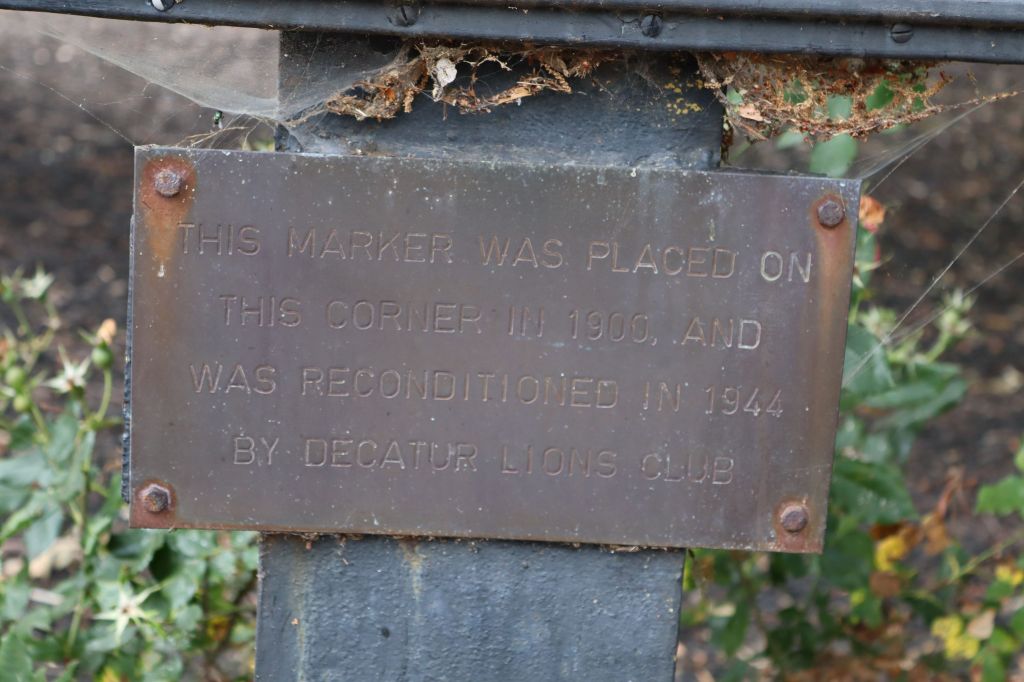 THIS MARKER WAS PLACED ON
THIS CORNER IN 1900, AND
WAS RECONDITIONED IN 1944
BY DECATUR LIONS CLUB